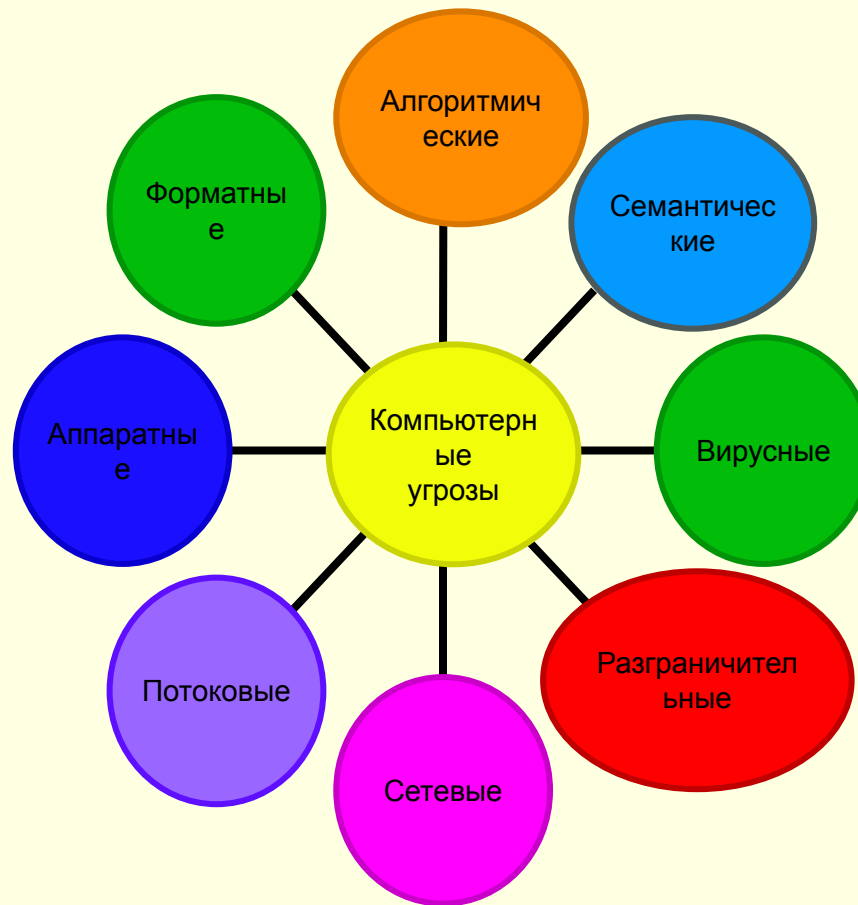 Алгоритмич
еские
Форматны
е
Семантичес
кие
Компьютерн
ые
угрозы
Аппаратны
е
Вирусные
Потоковые
Разграничител
ьные
Сетевые